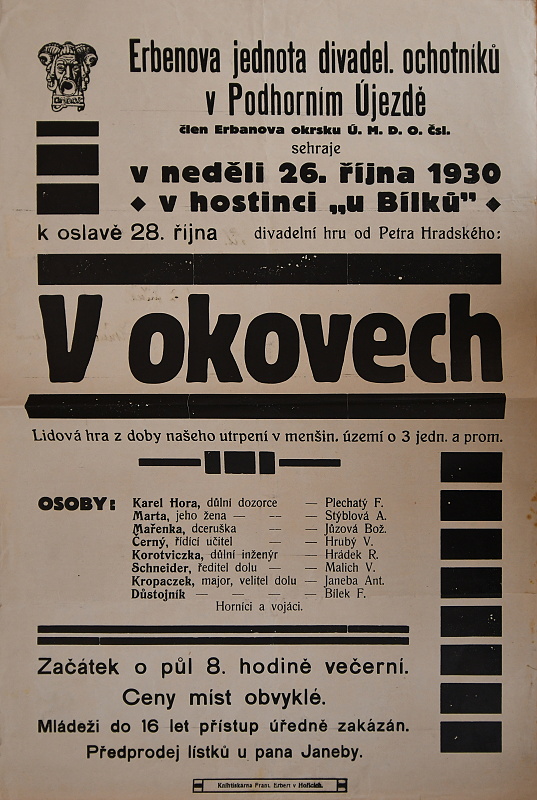 Erbenova jednota divadel. ochotníků
v Podhorním Újezdě
člen Erbanova okrsku Ú. M. D. O. Čsl.
sehraje
v neděli 26. října 1930
v hostinci „u Bílků"
k oslavě 28. října divadelní hru od Petra Hradského:
V okovech
Lidová hra z doby našeho utrpení v menšin. území o 3 jedn. a prom.
OSOBY: Karel Hora, důlní dozorce — Plechatý F.
Marta, jeho žena — — — Stýblová A.
Mařenka, dceruška — — Jůzová Bož.
Černý, řídící učitel — — Hrubý V.
Korotviczka, důlní inženýr — Hrádek R.
Schneider, ředitel dolu — — Malich V.
Kropaczek, major, velitel dolu — Janeba Ant.
Důstojník — — — — — Bílek F.
Horníci a vojáci.
Začátek o půl 8. hodině večerní.
Ceny míst obvyklé.
Mládeži do 16 let přístup úředně zakázán.
Předprodej lístků u pana Janeby.
Knihtiskárna Frant. Erbert v Hořicích.